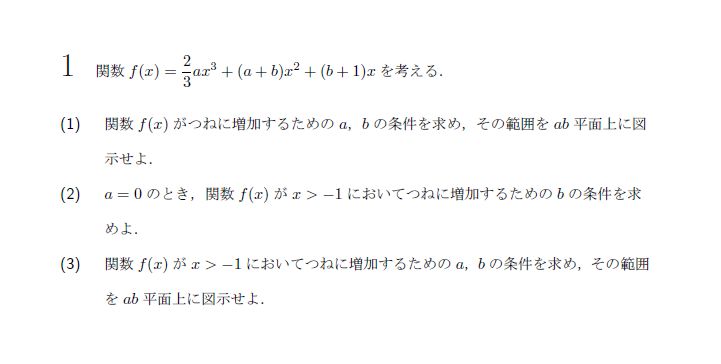 1 関数 f(x) = 2/3 ax³ + (a + b)x² + (b + 1)x を考える．
(1) 関数 f(x) がつねに増加するための a，b の条件を求め，その範囲を ab 平面上に図
示せよ．
(2) a = 0 のとき，関数 f(x) が x > −1 においてつねに増加するための b の条件を求
めよ．
(3) 関数 f(x) が x > −1 においてつねに増加するための a，b の条件を求め，その範囲
を ab 平面上に図示せよ．